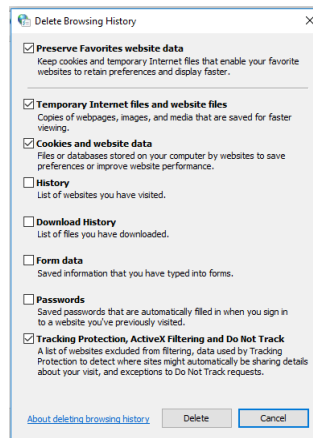 Delete Browsing History
Preserve Favorites website data
Keep cookies and temporary Internet files that enable your favorite
websites to retain preferences and display faster.
Temporary Internet files and website files
Copies of webpages, images, and media that are saved for faster
viewing.
Cookies and website data
Files or databases stored on your computer by websites to save
preferences or improve website performance.
History
List of websites you have visited.
Download History
List of files you have downloaded.
Form data
Saved information that you have typed into forms.
Passwords
Saved passwords that are automatically filled in when you sign in
to a website you've previously visited.
Tracking Protection, ActiveX Filtering and Do Not Track
A list of websites excluded from filtering, data used by Tracking
Protection to detect where sites might automatically be sharing details
about your visit, and exceptions to Do Not Track requests.
About deleting browsing history Delete Cancel